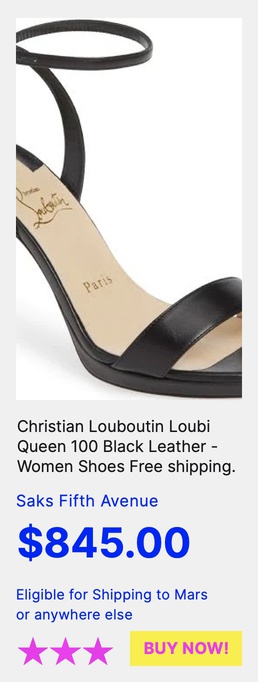 Christian
Louboutin
Paris
Christian Louboutin Loubi
Queen 100 Black Leather -
Women Shoes Free shipping.
Saks Fifth Avenue
$845.00
Eligible for Shipping to Mars
or anywhere else
BUY NOW!